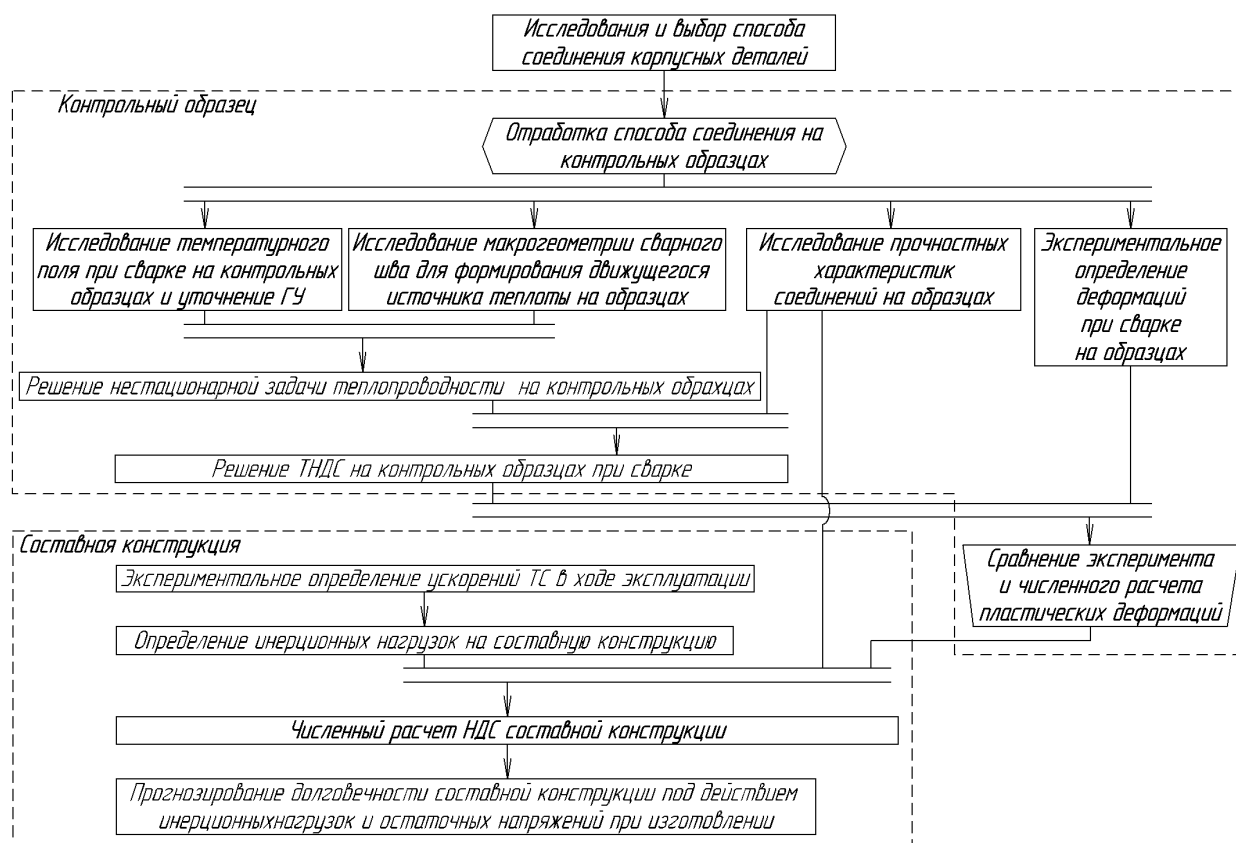 Исследования и выбор способа
соединения корпусных деталей
Контрольный образец
Отработка способа соединения на
контрольных образцах
Исследование температурного
поля при сварке на контрольных
образцах и уточнение ГУ
Исследование макрогеометрии сварного
шва для формирования движущегося
источника теплоты на образцах
Исследование прочностных
характеристик
соединений на образцах
Экспериментальное
определение
деформаций
при сварке
на образцах
Решение нестационарной задачи теплопроводности на контрольных обрахцах
Решение ТНДС на контрольных образцах при сварке
Составная конструкция
Экспериментальное определение ускорений ТС в ходе эксплуатации
Сравнение эксперимента
и численного расчета
пластических деформаций
Определение инерционных нагрузок на составную конструкцию
Численный расчет НДС составной конструкции
Прогнозирование долговечности составной конструкции под действием
инерционныхнагрузок и остаточных напряжений при изготовлении